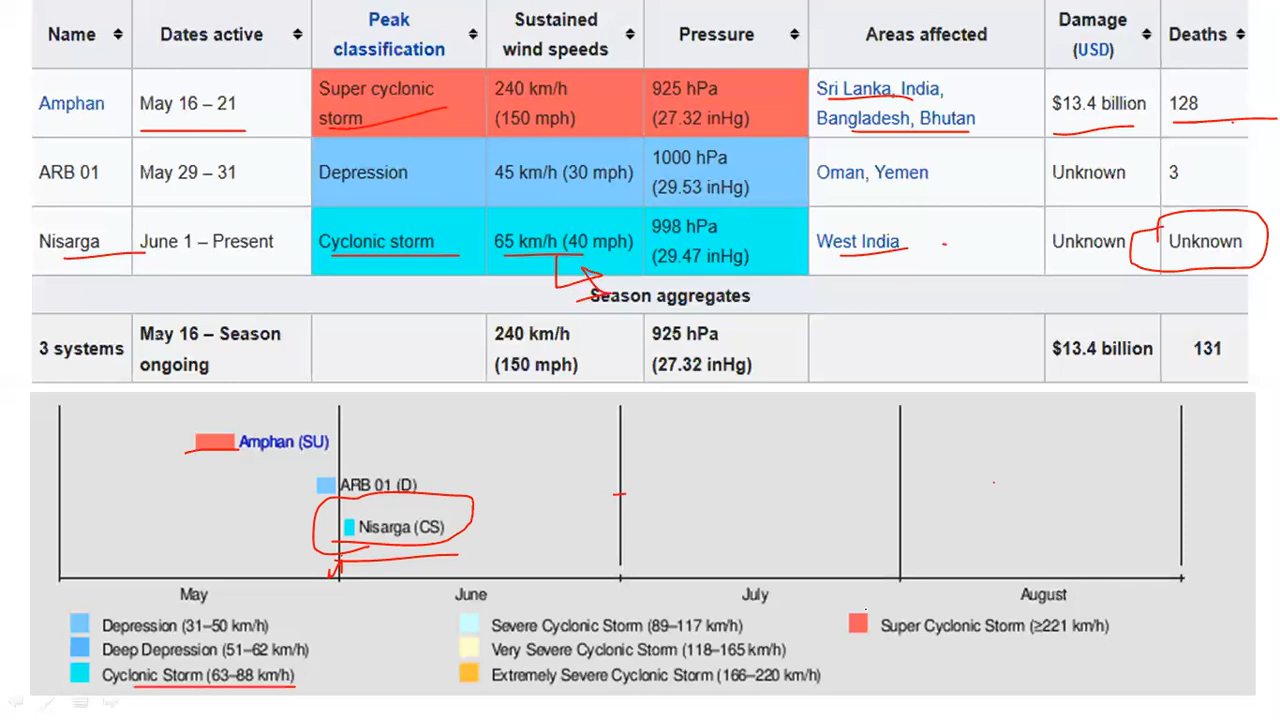 Name Dates active Peak classification Sustained wind speeds Pressure Areas affected Damage (USD) Deaths
Amphan May 16 – 21 Super cyclonic storm 240 km/h (150 mph) 925 hPa (27.32 inHg) Sri Lanka, India, Bangladesh, Bhutan $13.4 billion 128
ARB 01 May 29 – 31 Depression 45 km/h (30 mph) 1000 hPa (29.53 inHg) Oman, Yemen Unknown 3
Nisarga June 1 – Present Cyclonic storm 65 km/h (40 mph) 998 hPa (29.47 inHg) West India Unknown Unknown
Season aggregates
3 systems May 16 – Season ongoing 240 km/h (150 mph) 925 hPa (27.32 inHg) $13.4 billion 131
Amphan (SU)
ARB 01 (D)
Nisarga (CS)
May June July August
Depression (31–50 km/h) Severe Cyclonic Storm (89–117 km/h) Super Cyclonic Storm (≥221 km/h)
Deep Depression (51–62 km/h) Very Severe Cyclonic Storm (118–165 km/h)
Cyclonic Storm (63–88 km/h) Extremely Severe Cyclonic Storm (166–220 km/h)